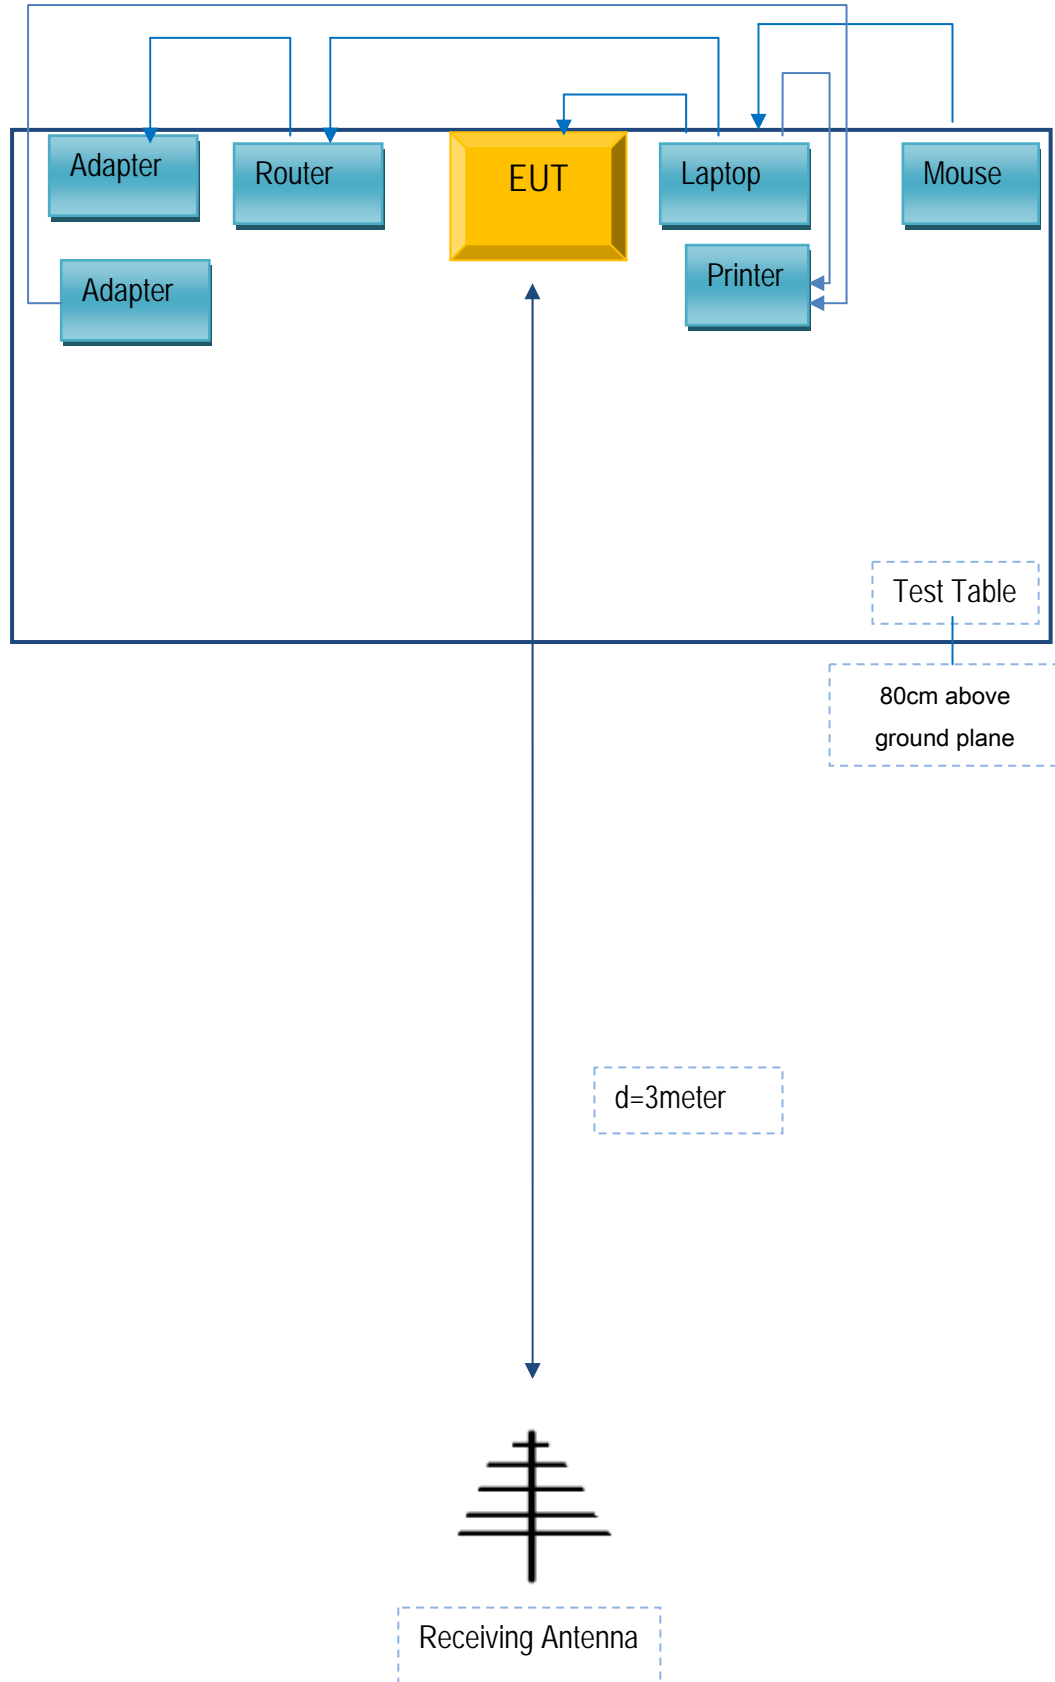 Adapter
Router
EUT
Laptop
Mouse
Adapter
Printer
Test Table
80cm above
ground plane
d=3meter
Receiving Antenna